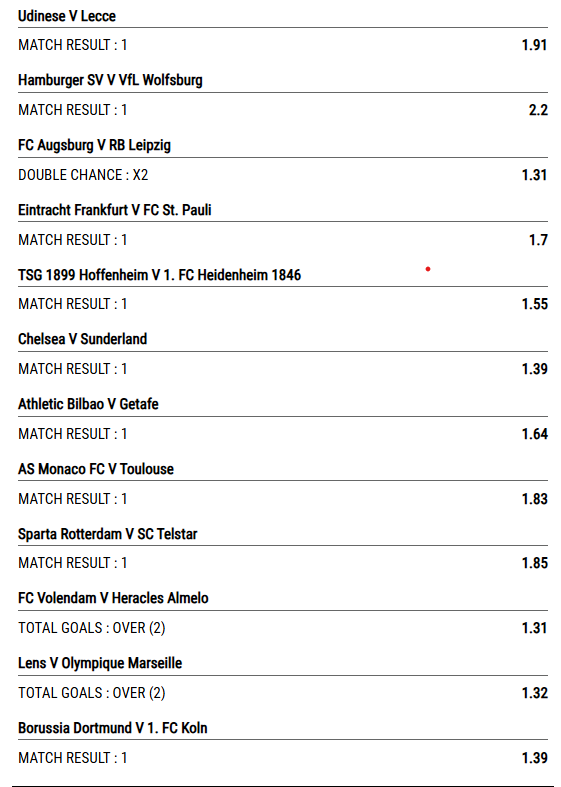 Udinese V Lecce
MATCH RESULT : 1 1.91
Hamburger SV V VfL Wolfsburg
MATCH RESULT : 1 2.2
FC Augsburg V RB Leipzig
DOUBLE CHANCE : X2 1.31
Eintracht Frankfurt V FC St. Pauli
MATCH RESULT : 1 1.7
TSG 1899 Hoffenheim V 1. FC Heidenheim 1846
MATCH RESULT : 1 1.55
Chelsea V Sunderland
MATCH RESULT : 1 1.39
Athletic Bilbao V Getafe
MATCH RESULT : 1 1.64
AS Monaco FC V Toulouse
MATCH RESULT : 1 1.83
Sparta Rotterdam V SC Telstar
MATCH RESULT : 1 1.85
FC Volendam V Heracles Almelo
TOTAL GOALS : OVER (2) 1.31
Lens V Olympique Marseille
TOTAL GOALS : OVER (2) 1.32
Borussia Dortmund V 1. FC Koln
MATCH RESULT : 1 1.39